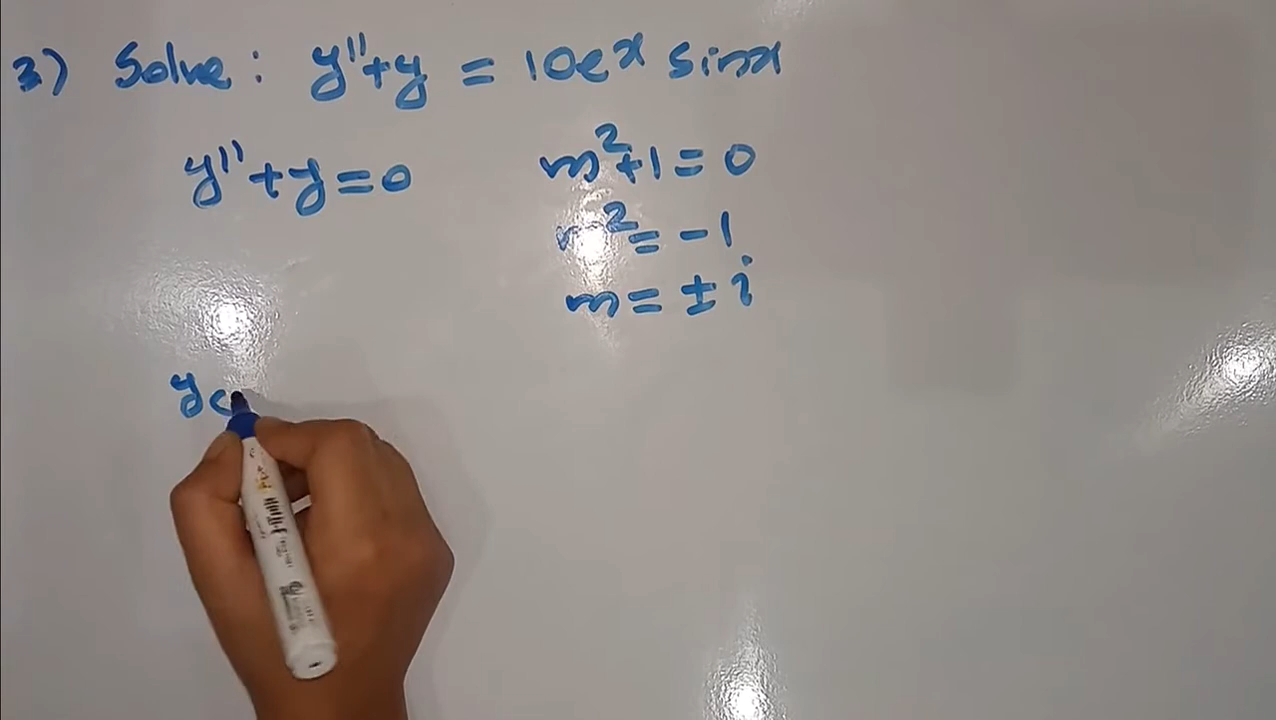 3) Solve: y''+y = 10e^x sinx
y''+y=0
m²+1=0
m²=-1
m=±i
yc